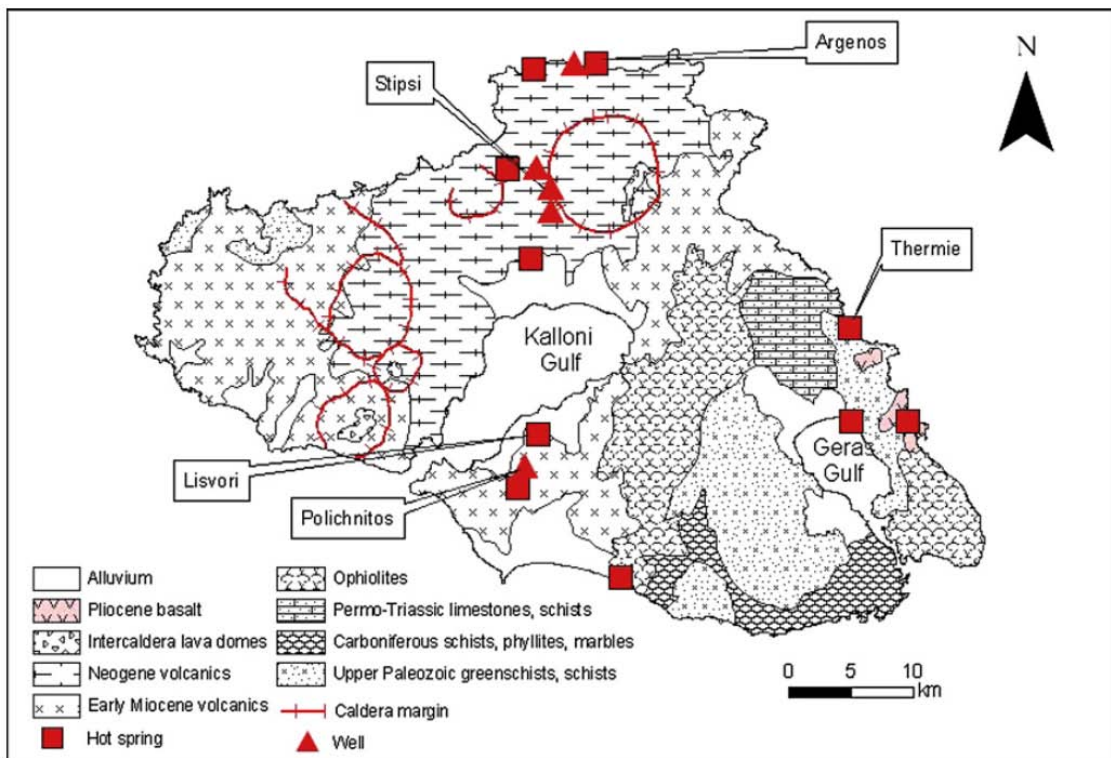 Argenos
N
Stipsi
Thermie
Kalloni
Gulf
Geras
Gulf
Lisvori
Polichnitos
Alluvium
Pliocene basalt
Intercaldera lava domes
Neogene volcanics
Early Miocene volcanics
Hot spring
Ophiolites
Permo-Triassic limestones, schists
Carboniferous schists, phyllites, marbles
Upper Paleozoic greenschists, schists
Caldera margin
Well
0 5 10
km